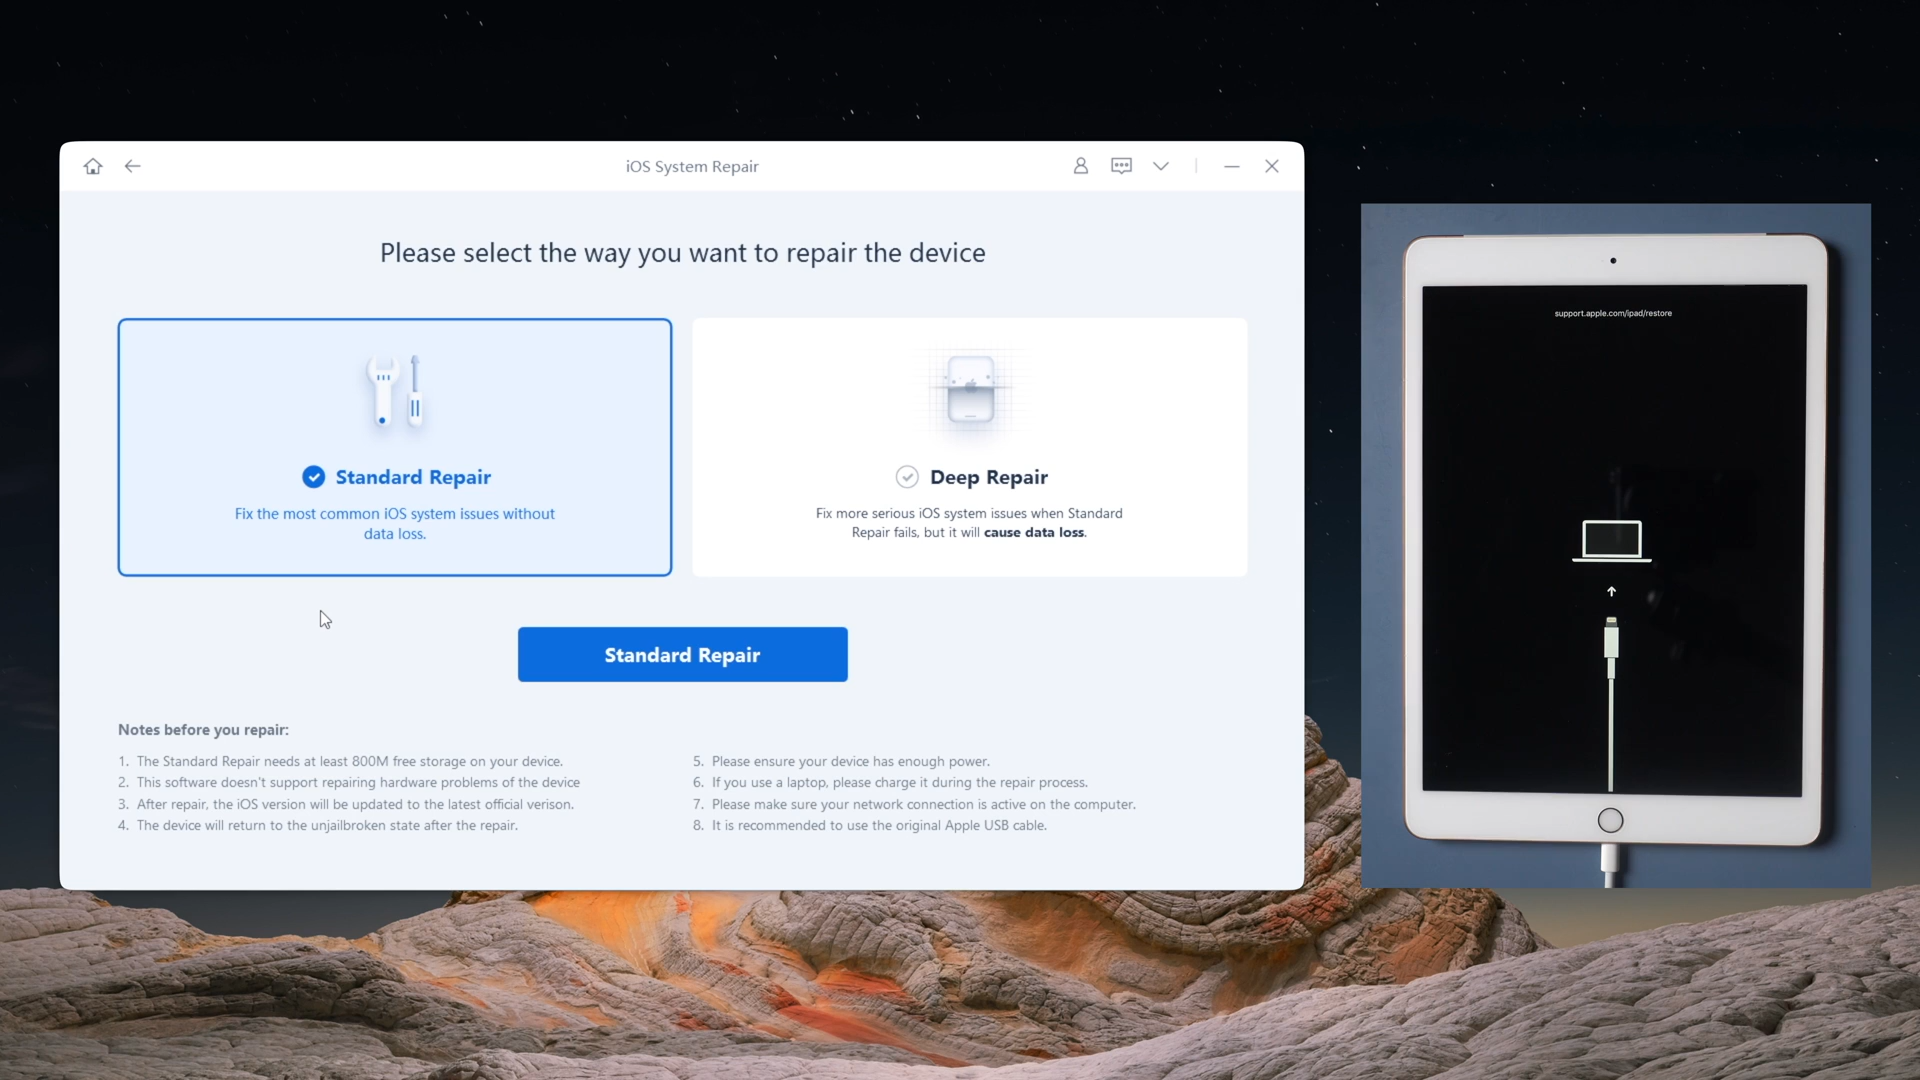 iOS System Repair
Please select the way you want to repair the device
Standard Repair
Fix the most common iOS system issues without
data loss.
Deep Repair
Fix more serious iOS system issues when Standard
Repair fails, but it will cause data loss.
Standard Repair
Notes before you repair:
1. The Standard Repair needs at least 800M free storage on your device.
2. This software doesn't support repairing hardware problems of the device
3. After repair, the iOS version will be updated to the latest official verison.
4. The device will return to the unjailbroken state after the repair.
5. Please ensure your device has enough power.
6. If you use a laptop, please charge it during the repair process.
7. Please make sure your network connection is active on the computer.
8. It is recommended to use the original Apple USB cable.
support.apple.com/ipad/restore